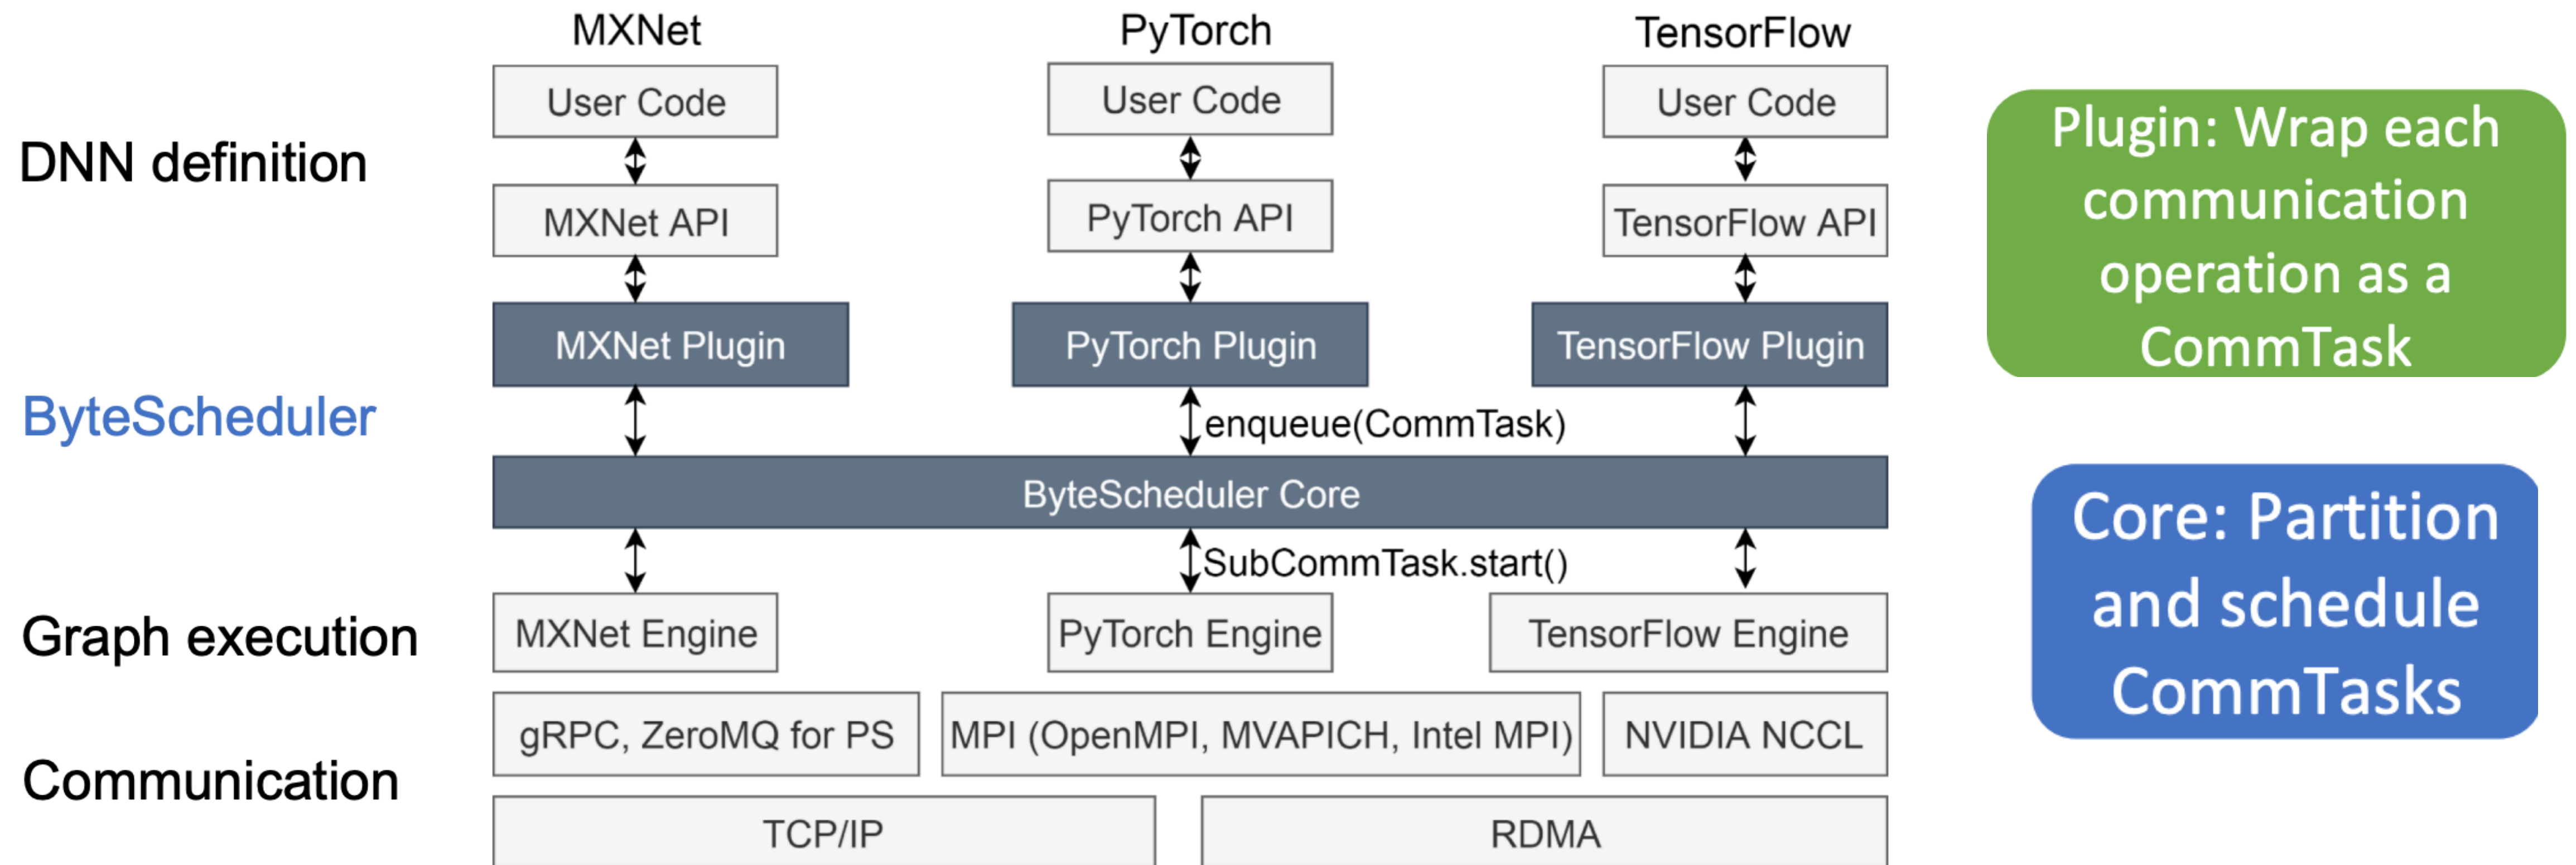 MXNet
PyTorch
TensorFlow
User Code
User Code
User Code
DNN definition
MXNet API
PyTorch API
TensorFlow API
MXNet Plugin
PyTorch Plugin
TensorFlow Plugin
ByteScheduler
enqueue(CommTask)
ByteScheduler Core
SubCommTask.start()
Graph execution
MXNet Engine
PyTorch Engine
TensorFlow Engine
Communication
gRPC, ZeroMQ for PS
MPI (OpenMPI, MVAPICH, Intel MPI)
NVIDIA NCCL
TCP/IP
RDMA
Plugin: Wrap each
communication
operation as a
CommTask
Core: Partition
and schedule
CommTasks